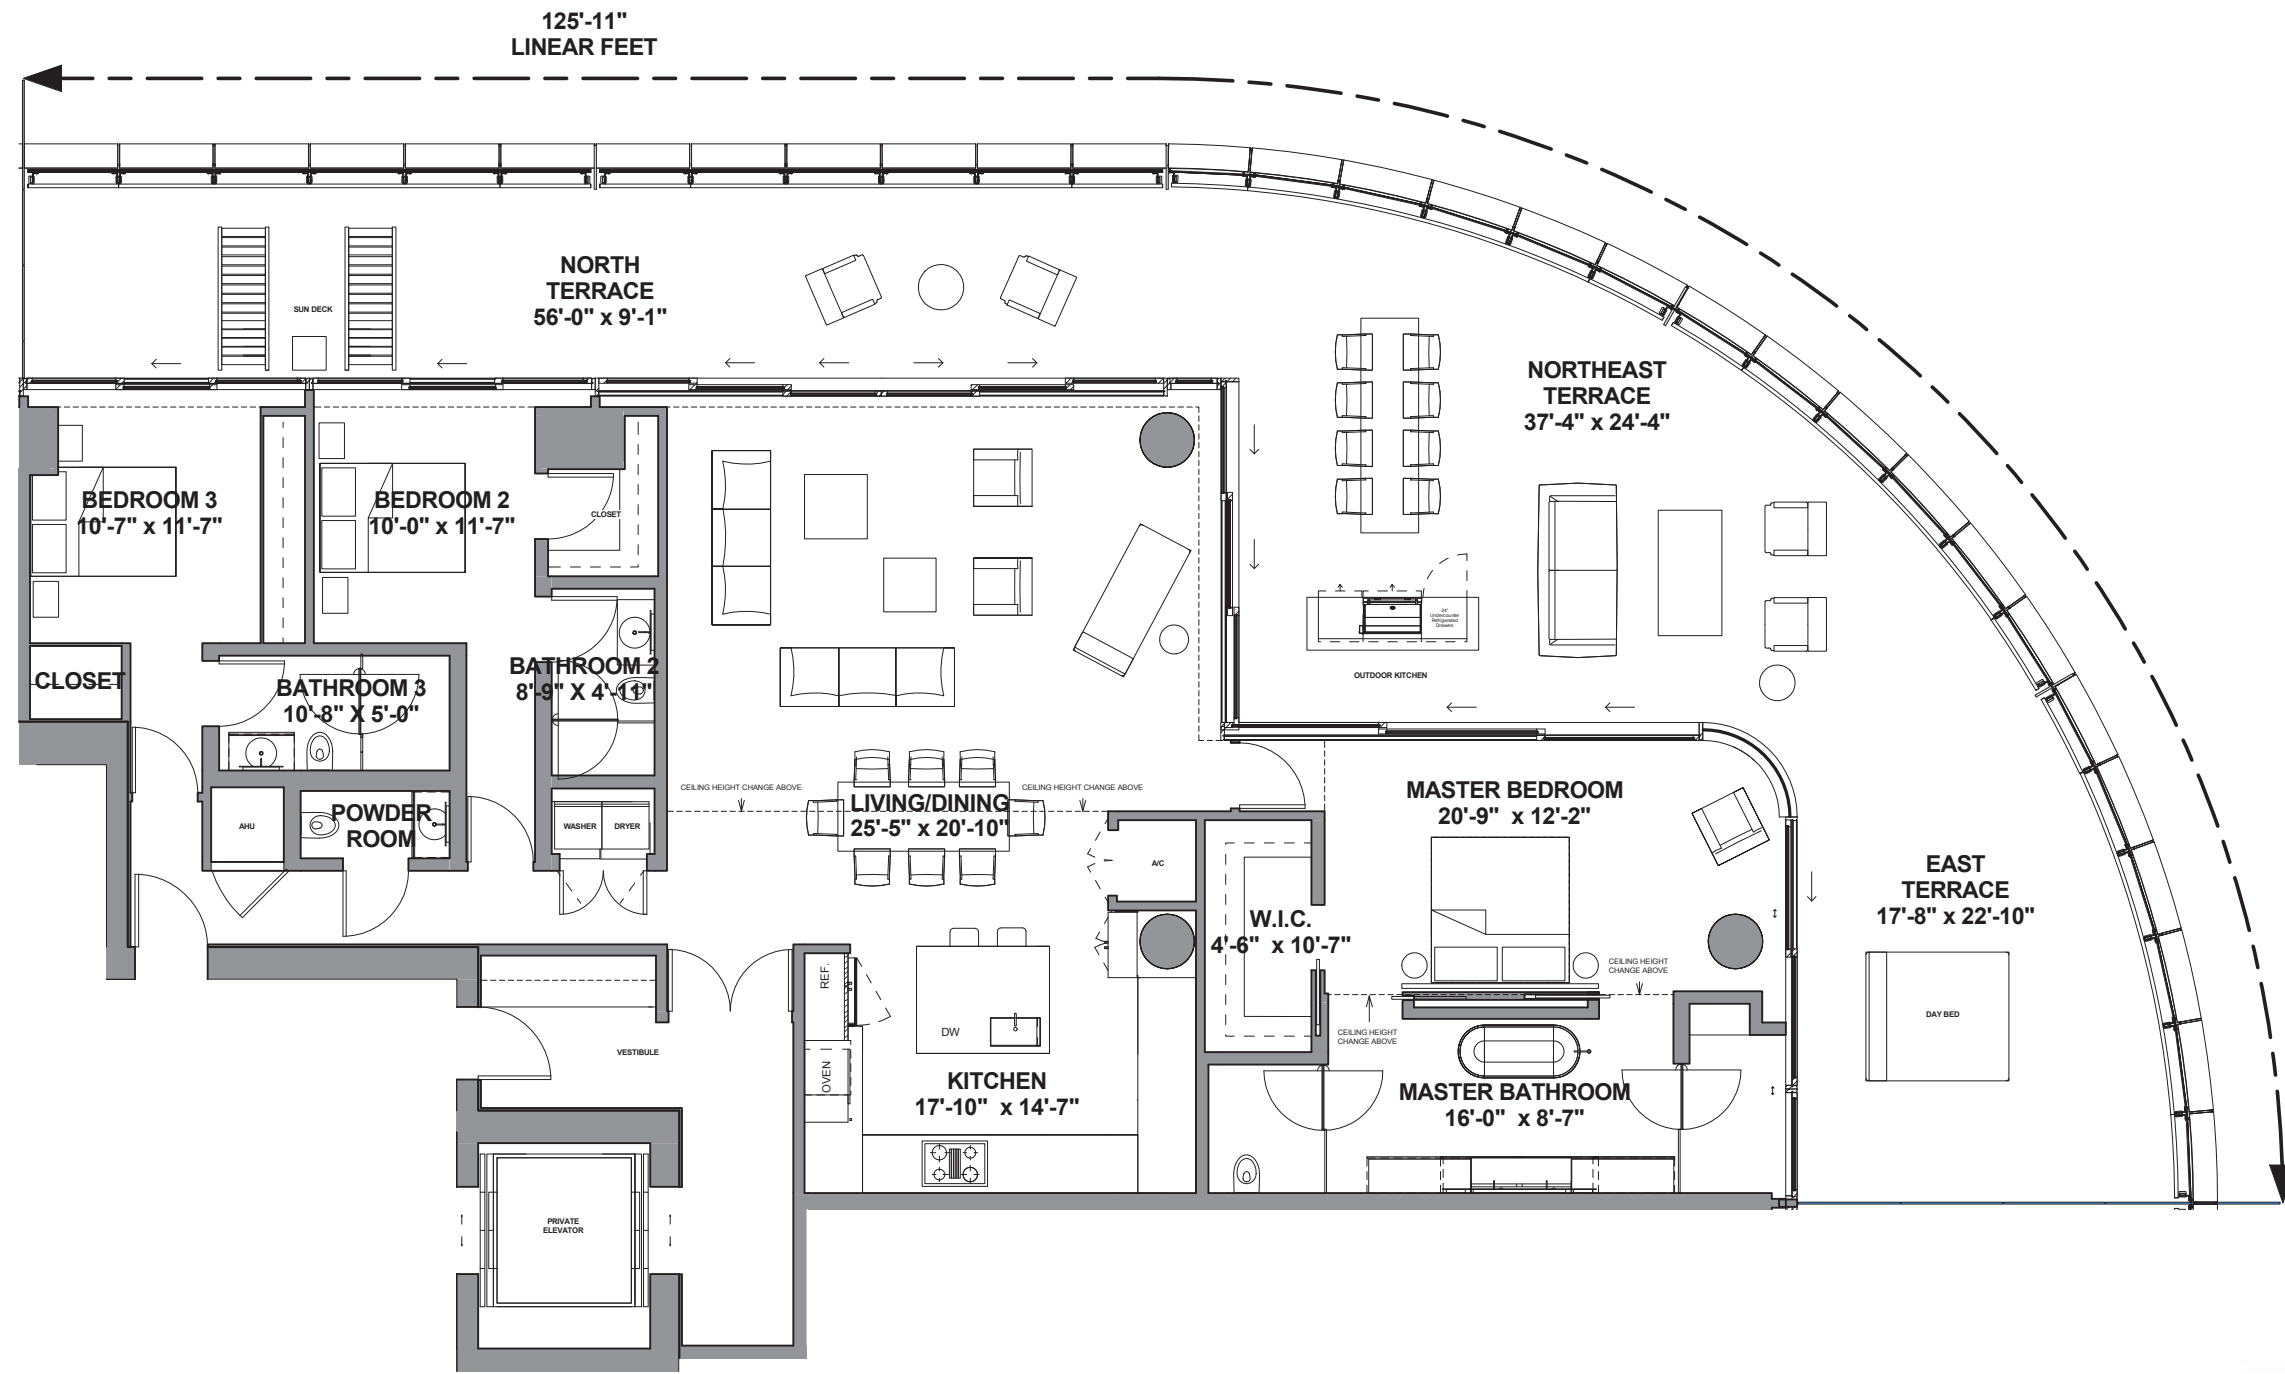 125'-11"
LINEAR FEET
NORTH
TERRACE
56'-0" x 9'-1"
SUN DECK
NORTHEAST
TERRACE
37'-4" x 24'-4"
BEDROOM 3
10'-7" x 11'-7"
BEDROOM 2
10'-0" x 11'-7"
CLOSET
24"
Undercounter
Refrigerated
Drawers
OUTDOOR KITCHEN
CLOSET
BATHROOM 3
10'-8" X 5'-0"
BATHROOM 2
8'-9" X 4'-11"
CEILING HEIGHT CHANGE ABOVE
CEILING HEIGHT CHANGE ABOVE
LIVING/DINING
25'-5" x 20'-10"
MASTER BEDROOM
20'-9" x 12'-2"
AHU
POWDER
ROOM
WASHER
DRYER
A/C
EAST
TERRACE
17'-8" x 22'-10"
W.I.C.
4'-6" x 10'-7"
REF.
CEILING HEIGHT
CHANGE ABOVE
DW
CEILING HEIGHT
CHANGE ABOVE
DAY BED
VESTIBULE
OVEN
KITCHEN
17'-10" x 14'-7"
MASTER BATHROOM
16'-0" x 8'-7"
PRIVATE
ELEVATOR